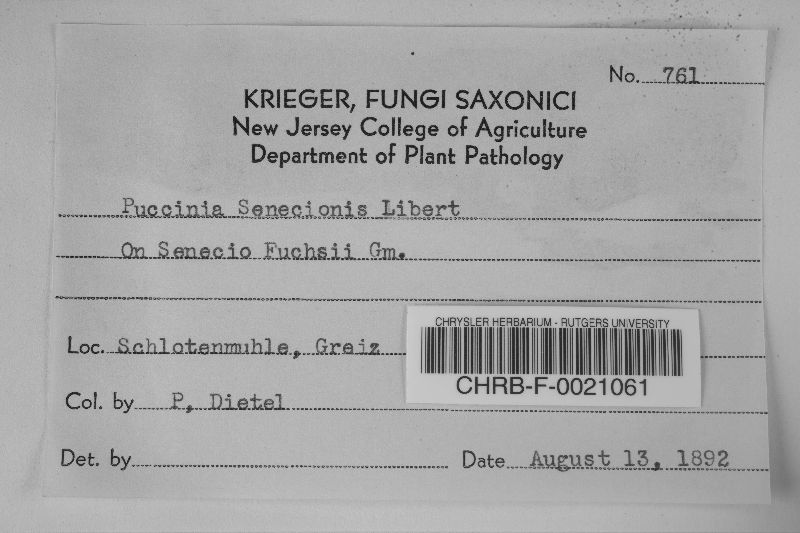 No. 761
KRIEGER, FUNGI SAXONICI
New Jersey College of Agriculture
Department of Plant Pathology
Puccinia Senecionis Libert
On Senecio Fuchsii Gm.
Loc. Schlotenmuhle, Greiz
CHRYSLER HERBARIUM - RUTGERS UNIVERSITY
CHRB-F-0021061
Col. by P, Dietel
Det. by
Date August 13, 1892